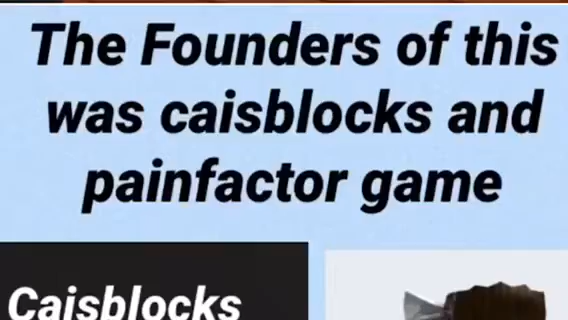 The Founders of this
was caisblocks and
painfactor game
Caisblocks